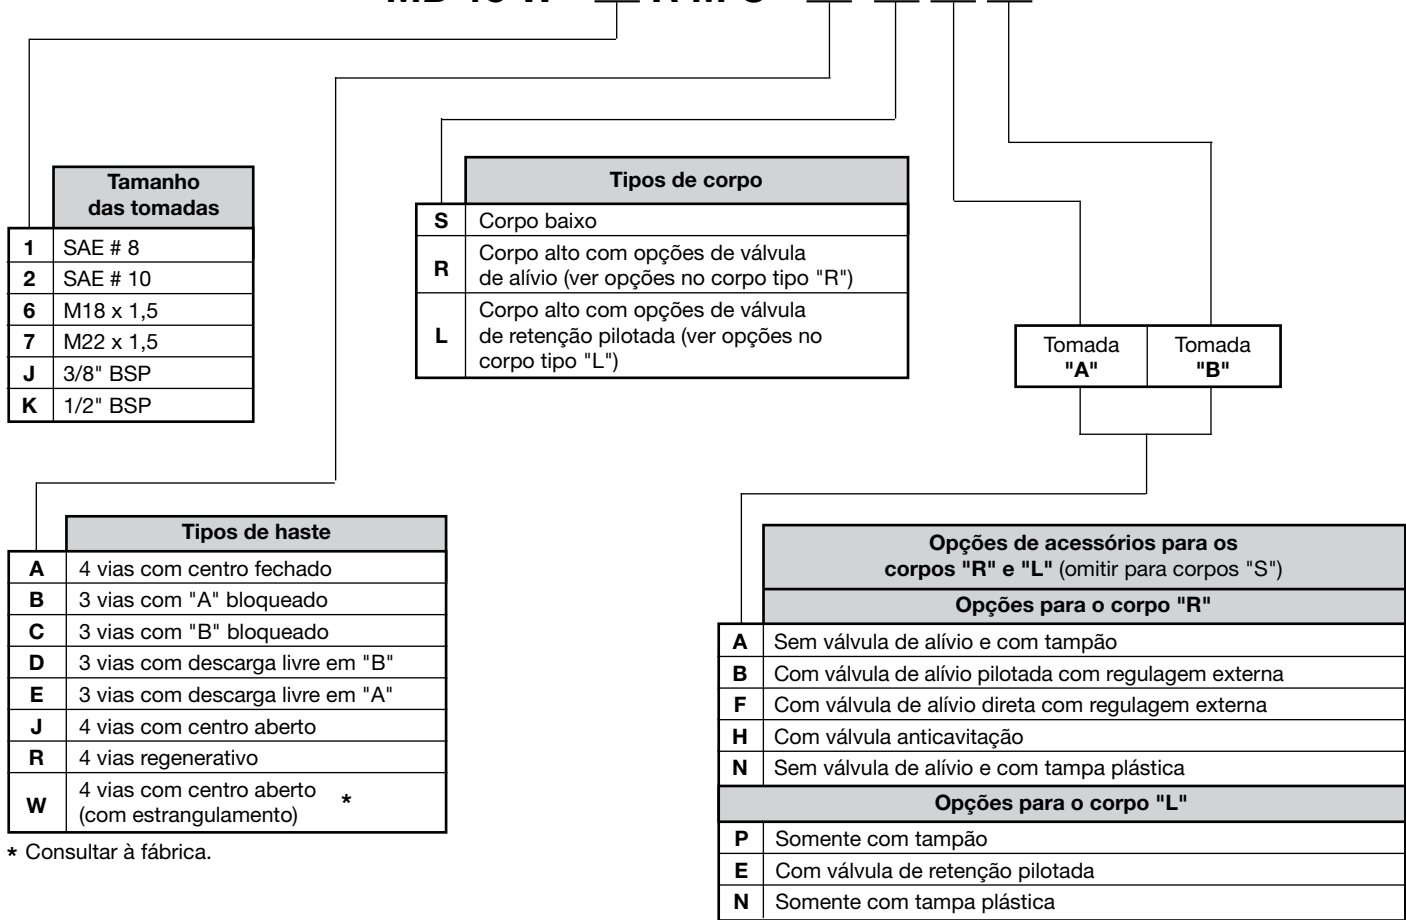 Tamanho
das tomadas
1 SAE # 8
2 SAE # 10
6 M18 x 1,5
7 M22 x 1,5
J 3/8" BSP
K 1/2" BSP
Tipos de corpo
S Corpo baixo
R Corpo alto com opções de válvula
de alívio (ver opções no corpo tipo "R")
L Corpo alto com opções de válvula
de retenção pilotada (ver opções no
corpo tipo "L")
Tomada
"A"
Tomada
"B"
Tipos de haste
A 4 vias com centro fechado
B 3 vias com "A" bloqueado
C 3 vias com "B" bloqueado
D 3 vias com descarga livre em "B"
E 3 vias com descarga livre em "A"
J 4 vias com centro aberto
R 4 vias regenerativo
W 4 vias com centro aberto *
(com estrangulamento)
* Consultar à fábrica.
Opções de acessórios para os
corpos "R" e "L" (omitir para corpos "S")
Opções para o corpo "R"
A Sem válvula de alívio e com tampão
B Com válvula de alívio pilotada com regulagem externa
F Com válvula de alívio direta com regulagem externa
H Com válvula anticavitação
N Sem válvula de alívio e com tampa plástica
Opções para o corpo "L"
P Somente com tampão
E Com válvula de retenção pilotada
N Somente com tampa plástica